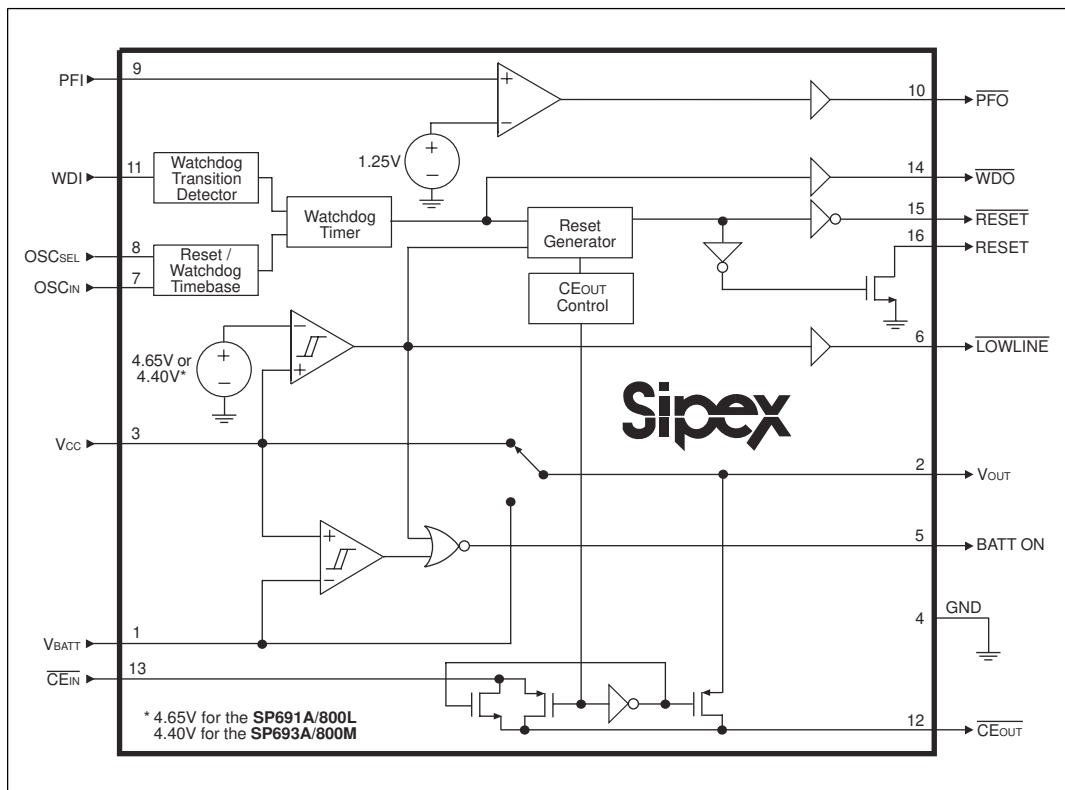 PFI
9
+
−
10
PFO
1.25V
+
−
WDI
11
Watchdog
Transition
Detector
Watchdog
Timer
14
WDO
Reset
Generator
15
RESET
16
RESET
OSCSEL
8
OSCIN
7
Reset /
Watchdog
Timebase
CEOUT
Control
4.65V or
4.40V*
+
−
−
+
6
LOWLINE
Sipex
VCC
3
2
VOUT
+
−
5
BATT ON
GND
4
VBATT
1
CEIN
13
* 4.65V for the SP691A/800L
4.40V for the SP693A/800M
12
CEOUT